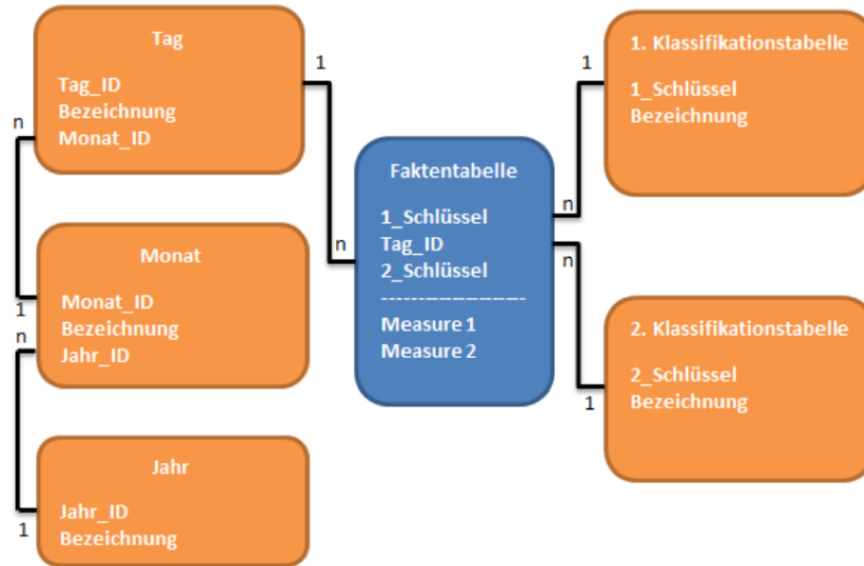 Tag
Tag_ID
Bezeichnung
Monat_ID
n
1
Monat
Monat_ID
Bezeichnung
Jahr_ID
1
n
Jahr
Jahr_ID
Bezeichnung
1
n
Faktentabelle
1_Schlüssel
Tag_ID
2_Schlüssel
----------------------
Measure 1
Measure 2
n
n
1
1. Klassifikationstabelle
1_Schlüssel
Bezeichnung
2. Klassifikationstabelle
2_Schlüssel
Bezeichnung
1